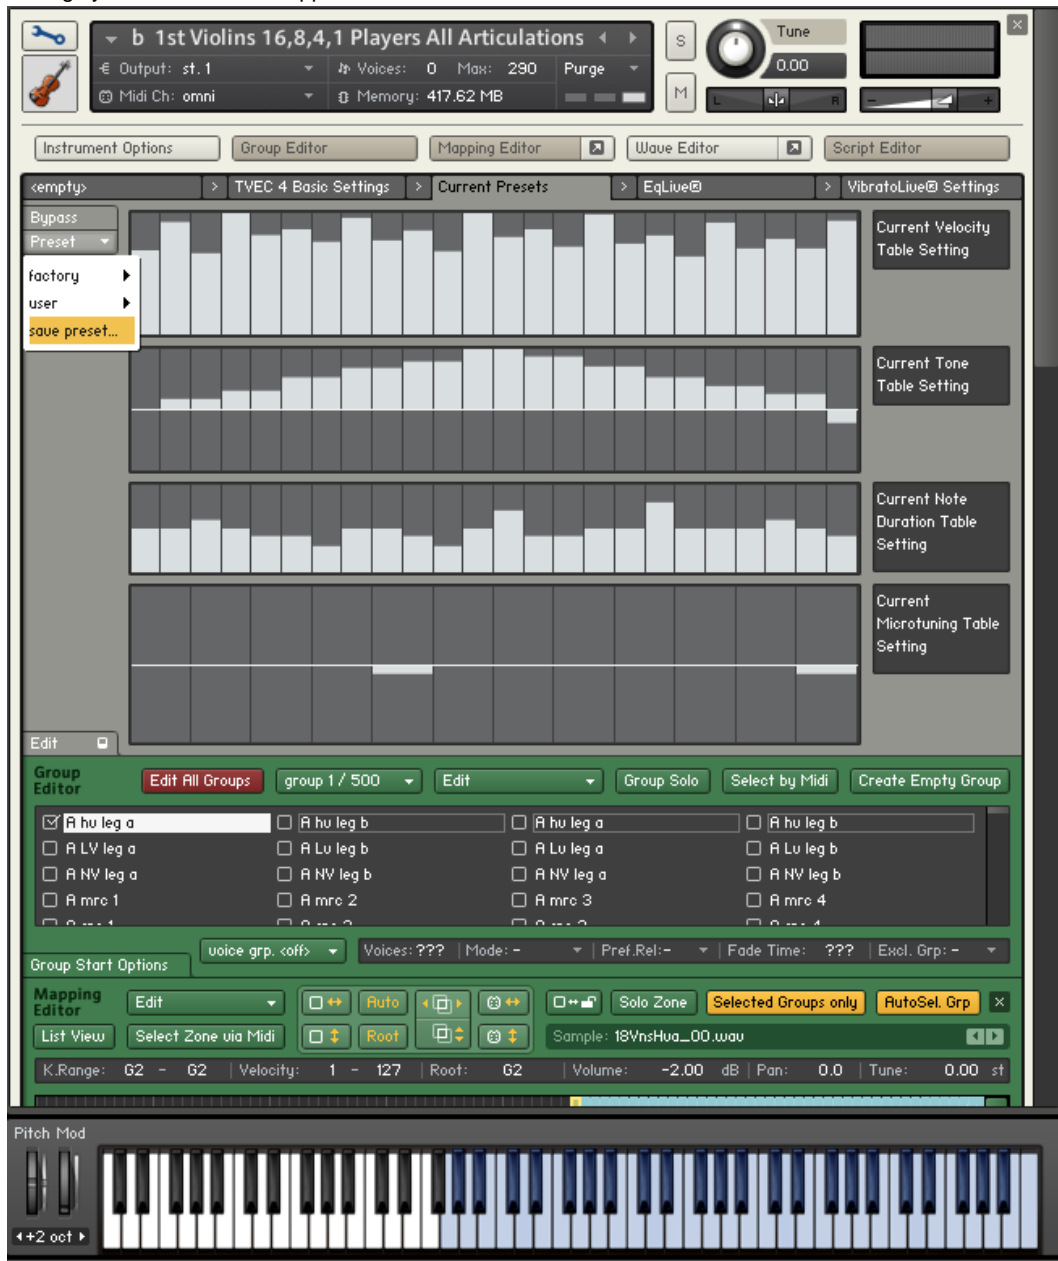 b 1st Violins 16,8,4,1 Players All Articulations
S
Tune
Output: st.1
Voices: 0 Max: 290 Purge
0.00
Midi Ch: omni
Memory: 417.62 MB
M
L R
- +
Instrument Options Group Editor Mapping Editor Wave Editor Script Editor
<empty> > TVEC 4 Basic Settings > Current Presets > EqLive® > VibratoLive® Settings
Bypass
Preset
factory
user
save preset...
Current Velocity
Table Setting
Current Tone
Table Setting
Current Note
Duration Table
Setting
Current
Microtuning Table
Setting
Edit
Group
Editor
Edit All Groups group 1 / 500 Edit Group Solo Select by Midi Create Empty Group
A hv leg a A hv leg b A hv leg a A hv leg b
A LV leg a A Lv leg b A Lv leg a A Lv leg b
A NV leg a A NV leg b A NV leg a A NV leg b
A mrc 1 A mrc 2 A mrc 3 A mrc 4
Group Start Options
voice grp. <off> Voices: ??? | Mode: - | Pref.Rel:- | Fade Time: ??? | Excl. Grp: -
Mapping
Editor
Edit Auto Solo Zone Selected Groups only AutoSel. Grp ×
List View Select Zone via Midi Root Sample: 18VnsHva_00.wav
K.Range: G2 - G2 | Velocity: 1 - 127 | Root: G2 | Volume: -2.00 dB | Pan: 0.0 | Tune: 0.00 st
Pitch Mod
+2 oct